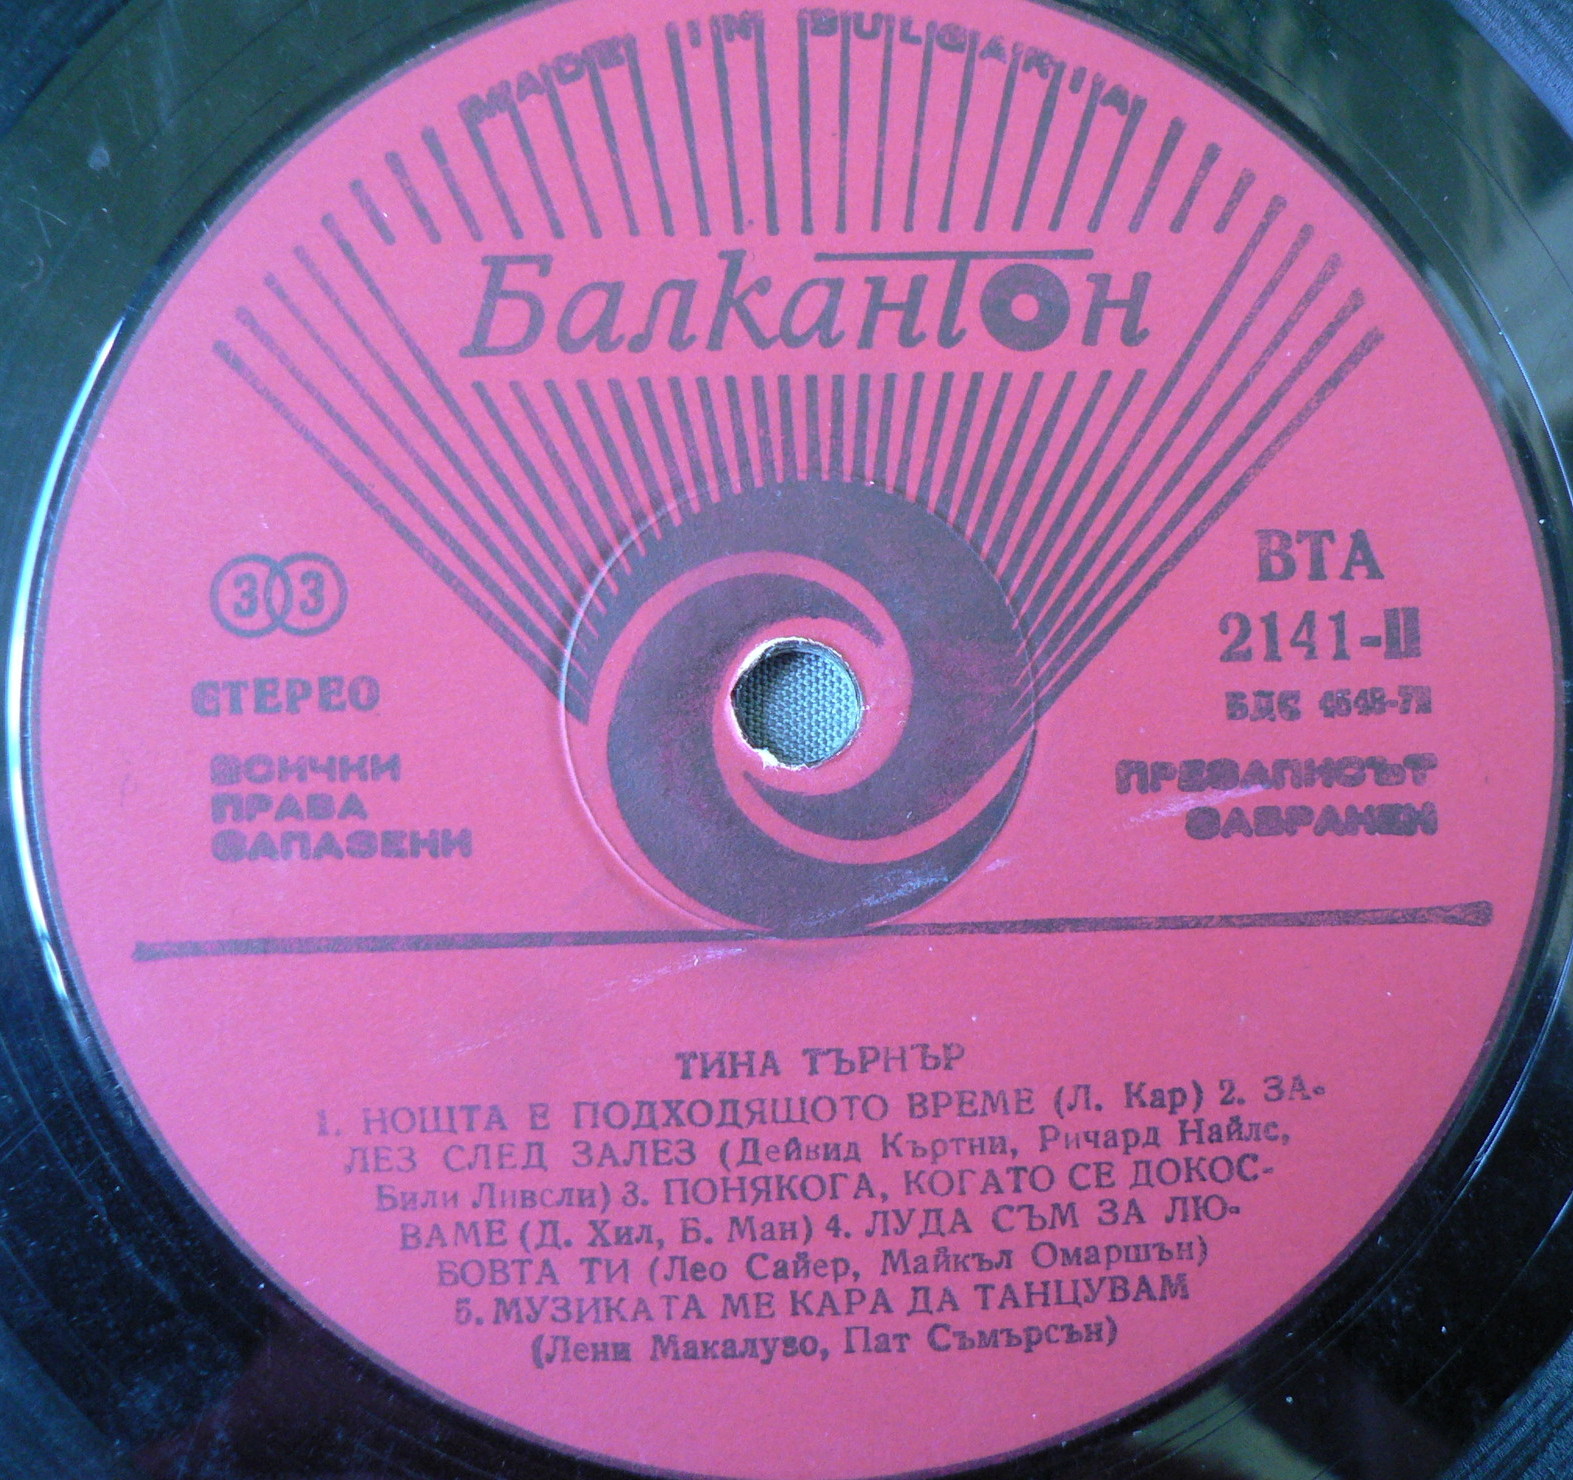 MADE IN BULGARIA
Балкантон
33
СТЕРЕО
ВСИЧКИ
ПРАВА
ЗАПАЗЕНИ
ВТА
2141-II
БДС 4548-72
ПРЕЗАПИСЪТ
ЗАБРАНЕН
ТИНА ТЪРНЪР
1. НОЩТА Е ПОДХОДЯЩОТО ВРЕМЕ (Л. Кар) 2. ЗА-
ЛЕЗ СЛЕД ЗАЛЕЗ (Дейвид Къртни, Ричард Найлс,
Били Ливсли) 3. ПОНЯКОГА, КОГАТО СЕ ДОКОС-
ВАМЕ (Д. Хил, Б. Ман) 4. ЛУДА СЪМ ЗА ЛЮ-
БОВТА ТИ (Лео Сайер, Майкъл Омаршън)
5. МУЗИКАТА МЕ КАРА ДА ТАНЦУВАМ
(Лени Макалузо, Пат Съмърсън)